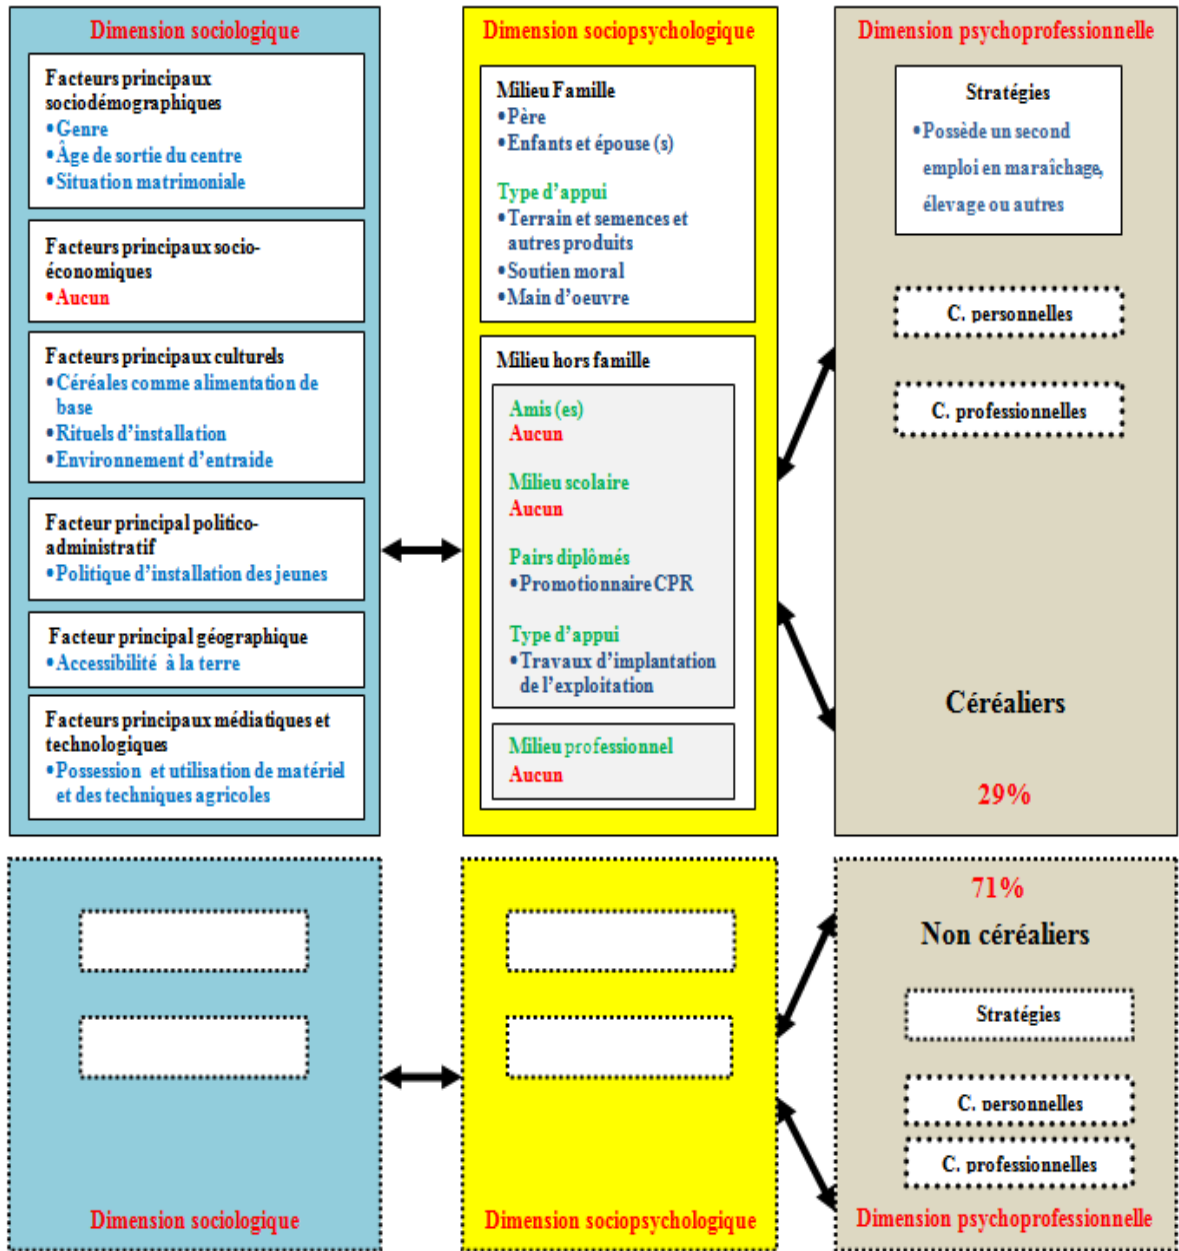 Dimension sociologique
Facteurs principaux
sociodémographiques
•Genre
•Âge de sortie du centre
•Situation matrimoniale
Facteurs principaux socio-
économiques
•Aucun
Facteurs principaux culturels
•Céréales comme alimentation de
base
•Rituels d'installation
•Environnement d'entraide
Facteur principal politico-
administratif
•Politique d'installation des jeunes
Facteur principal géographique
•Accessibilité à la terre
Facteurs principaux médiatiques et
technologiques
•Possession et utilisation de matériel
et des techniques agricoles
Dimension sociopsychologique
Milieu Famille
•Père
•Enfants et épouse (s)
Type d'appui
•Terrain et semences et
autres produits
•Soutien moral
•Main d'oeuvre
Milieu hors famille
Amis (es)
Aucun
Milieu scolaire
Aucun
Pairs diplômés
•Promotionnaire CPR
Type d'appui
•Travaux d'implantation
de l'exploitation
Milieu professionnel
Aucun
Dimension psychoprofessionnelle
Stratégies
•Possède un second
emploi en maraîchage,
élevage ou autres
C. personnelles
C. professionnelles
Céréaliers
29%
71%
Non céréaliers
Stratégies
C. personnelles
C. professionnelles
Dimension sociologique
Dimension sociopsychologique
Dimension psychoprofessionnelle